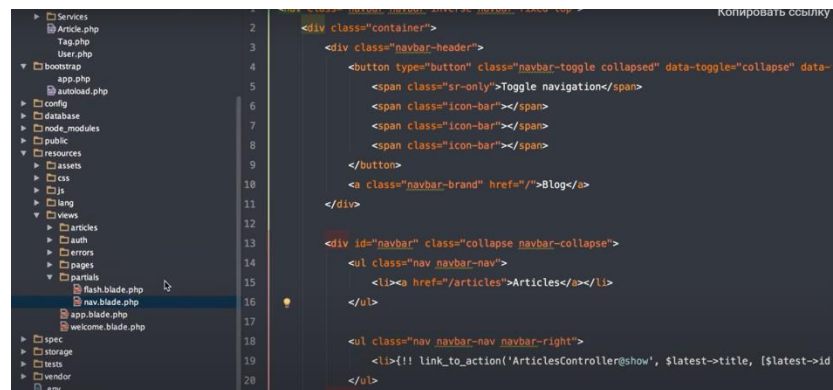 Копировать ссылку
Services
Article.php
Tag.php
User.php
bootstrap
app.php
autoload.php
config
database
node_modules
public
resources
assets
css
js
lang
views
articles
auth
errors
pages
partials
flash.blade.php
nav.blade.php
app.blade.php
welcome.blade.php
spec
storage
tests
vendor
.env
2 <div class="container">
3 <div class="navbar-header">
4 <button type="button" class="navbar-toggle collapsed" data-toggle="collapse" data-
5 <span class="sr-only">Toggle navigation</span>
6 <span class="icon-bar"></span>
7 <span class="icon-bar"></span>
8 <span class="icon-bar"></span>
9 </button>
10 <a class="navbar-brand" href="/">Blog</a>
11 </div>
12
13 <div id="navbar" class="collapse navbar-collapse">
14 <ul class="nav navbar-nav">
15 <li><a href="/articles">Articles</a></li>
16 </ul>
17
18 <ul class="nav navbar-nav navbar-right">
19 <li>{!! link_to_action('ArticlesController@show', $latest->title, [$latest->id
20 </ul>